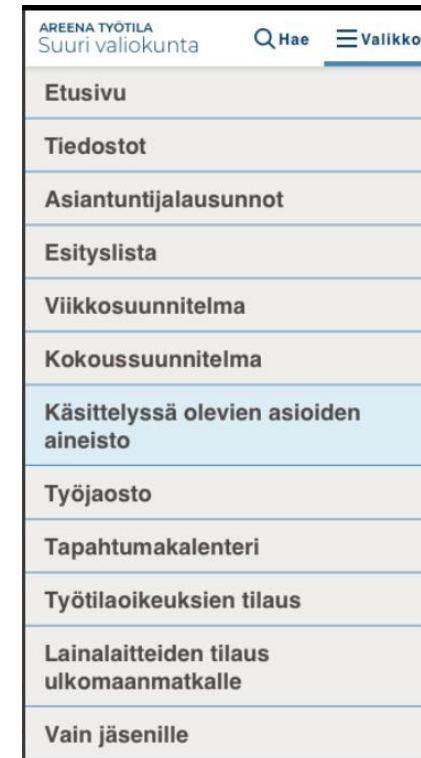 AREENA TYÖTILA
Suuri valiokunta
Hae
Valikko
Etusivu
Tiedostot
Asiantuntijalausunnot
Esityslista
Viikkosuunnitelma
Kokoussuunnitelma
Käsittelyssä olevien asioiden
aineisto
Työjaosto
Tapahtumakalenteri
Työtilaoikeuksien tilaus
Lainalaitteiden tilaus
ulkomaanmatkalle
Vain jäsenille